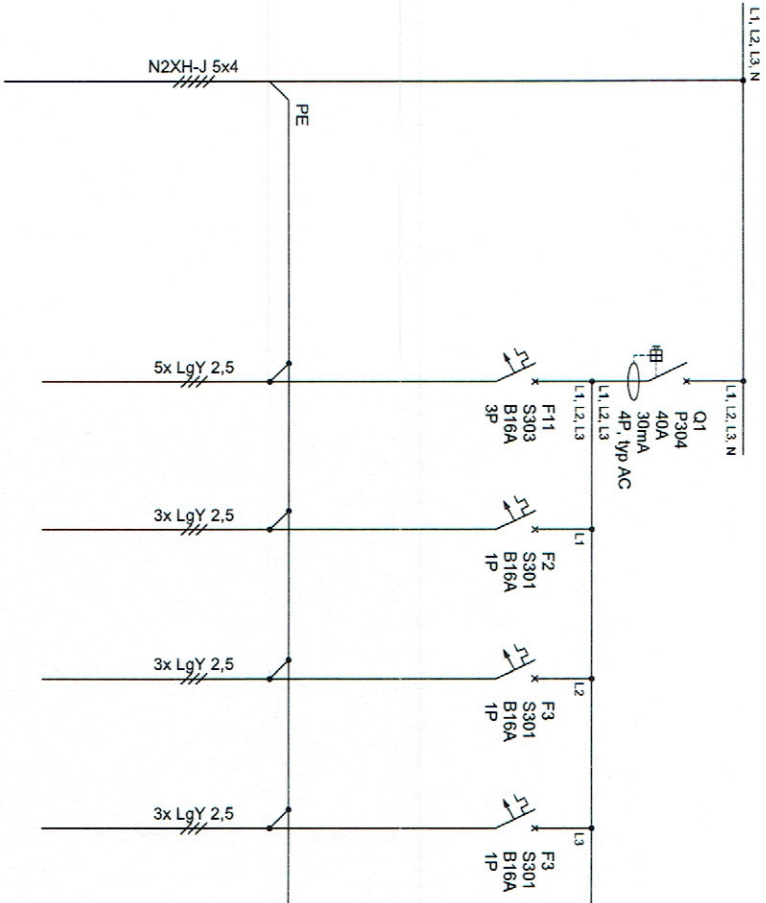 L1, L2, L3, N
N2XH-J 5x4
PE
L1, L2, L3, N
Q1
P304
40A
30mA
4P, typ AC
L1, L2, L3
L1, L2, L3
F11
S303
B16A
3P
5x LgY 2,5
L1
F2
S301
B16A
1P
3x LgY 2,5
L2
F3
S301
B16A
1P
3x LgY 2,5
L3
F3
S301
B16A
1P
3x LgY 2,5